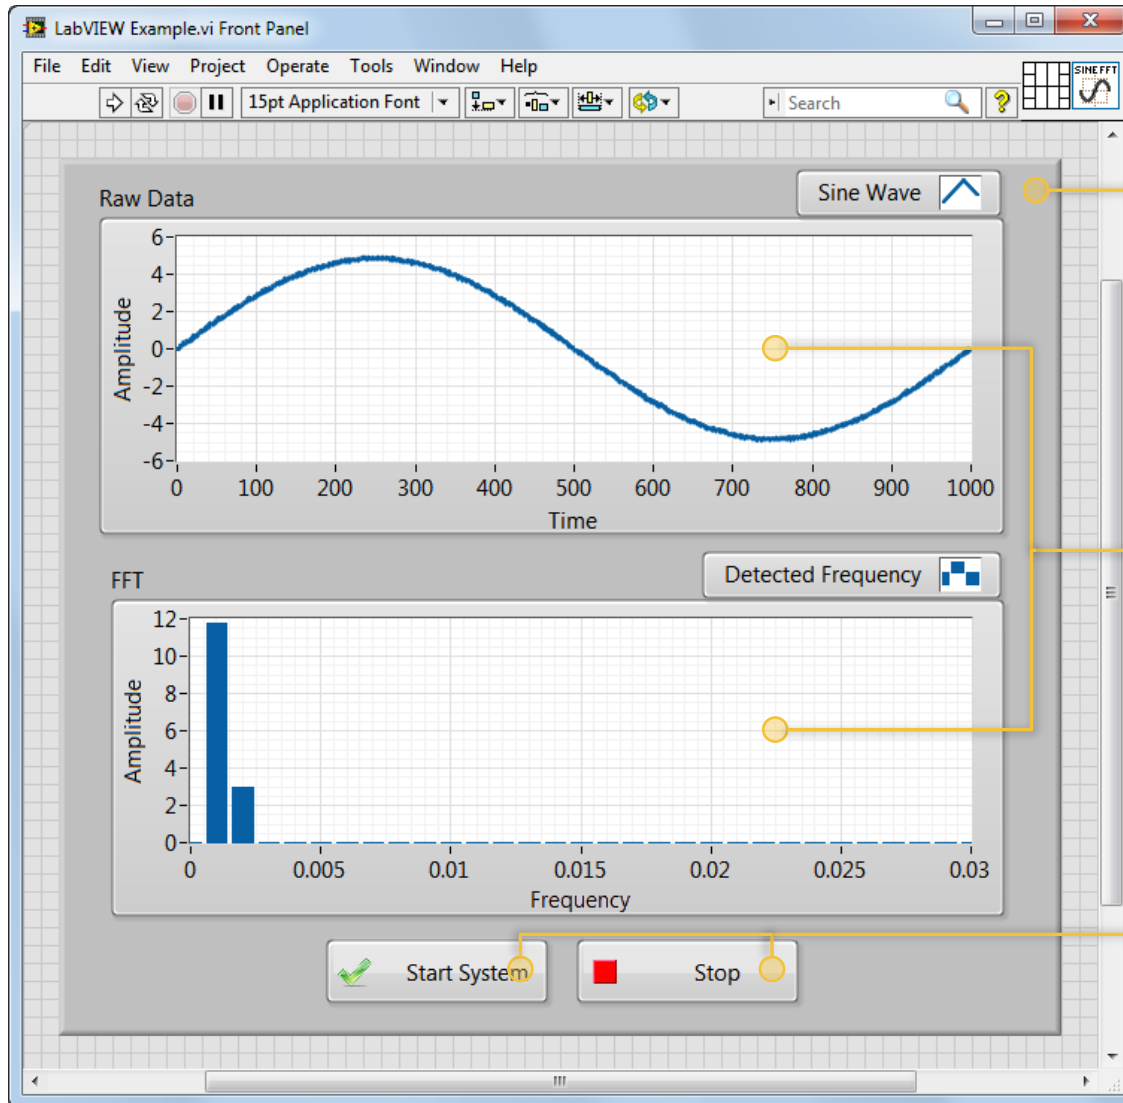 LabVIEW Example.vi Front Panel
File Edit View Project Operate Tools Window Help
15pt Application Font
Search
?
SINE FFT
Raw Data
Sine Wave
6
4
2
0
-2
-4
-6
Amplitude
0 100 200 300 400 500 600 700 800 900 1000
Time
FFT
Detected Frequency
12
10
8
6
4
2
0
Amplitude
0 0.005 0.01 0.015 0.02 0.025 0.03
Frequency
Start System
Stop